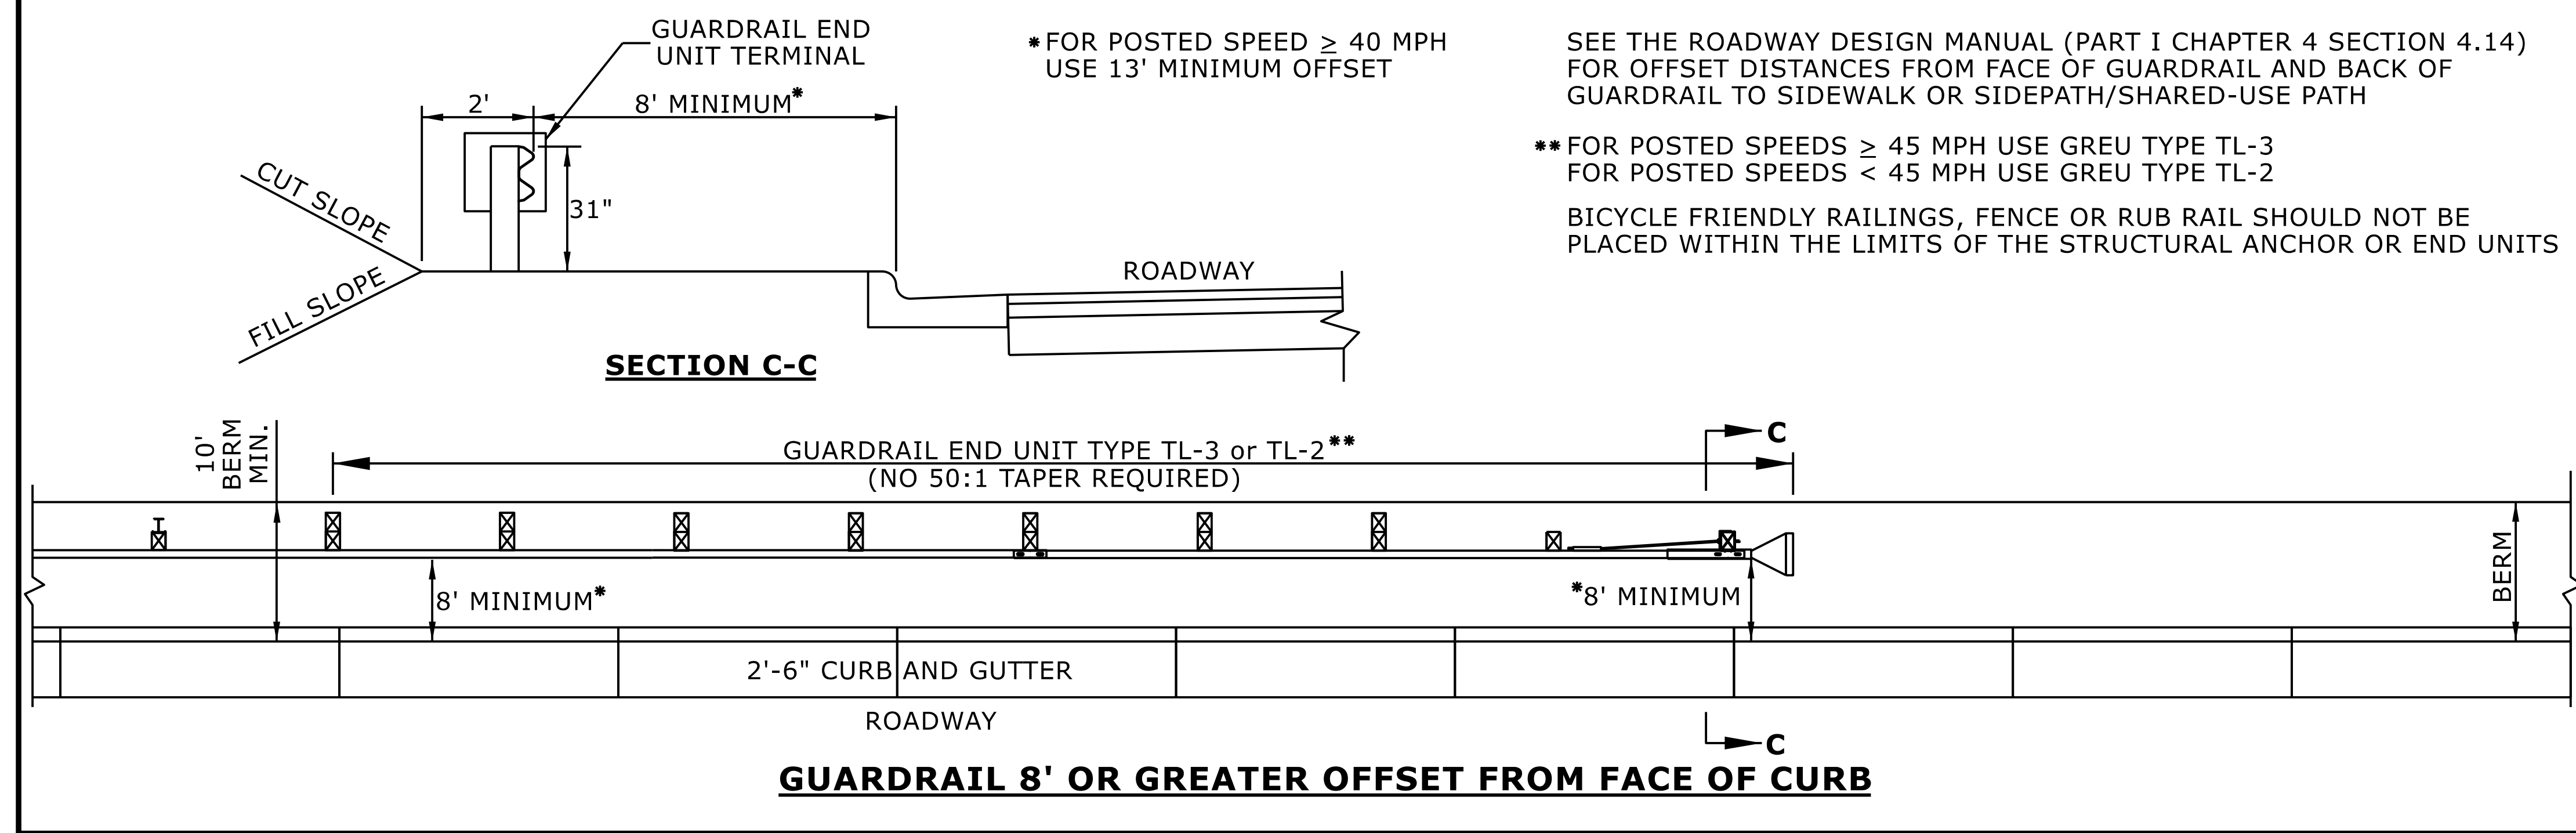 GUARDRAIL END
UNIT TERMINAL
* FOR POSTED SPEED ≥ 40 MPH
USE 13' MINIMUM OFFSET
SEE THE ROADWAY DESIGN MANUAL (PART I CHAPTER 4 SECTION 4.14)
FOR OFFSET DISTANCES FROM FACE OF GUARDRAIL AND BACK OF
GUARDRAIL TO SIDEWALK OR SIDEPATH/SHARED-USE PATH
** FOR POSTED SPEEDS ≥ 45 MPH USE GREU TYPE TL-3
FOR POSTED SPEEDS < 45 MPH USE GREU TYPE TL-2
BICYCLE FRIENDLY RAILINGS, FENCE OR RUB RAIL SHOULD NOT BE
PLACED WITHIN THE LIMITS OF THE STRUCTURAL ANCHOR OR END UNITS
2'
8' MINIMUM*
31"
CUT SLOPE
FILL SLOPE
ROADWAY
SECTION C-C
10'
BERM
MIN.
GUARDRAIL END UNIT TYPE TL-3 or TL-2**
(NO 50:1 TAPER REQUIRED)
C
8' MINIMUM*
*8' MINIMUM
BERM
2'-6" CURB AND GUTTER
ROADWAY
C
GUARDRAIL 8' OR GREATER OFFSET FROM FACE OF CURB